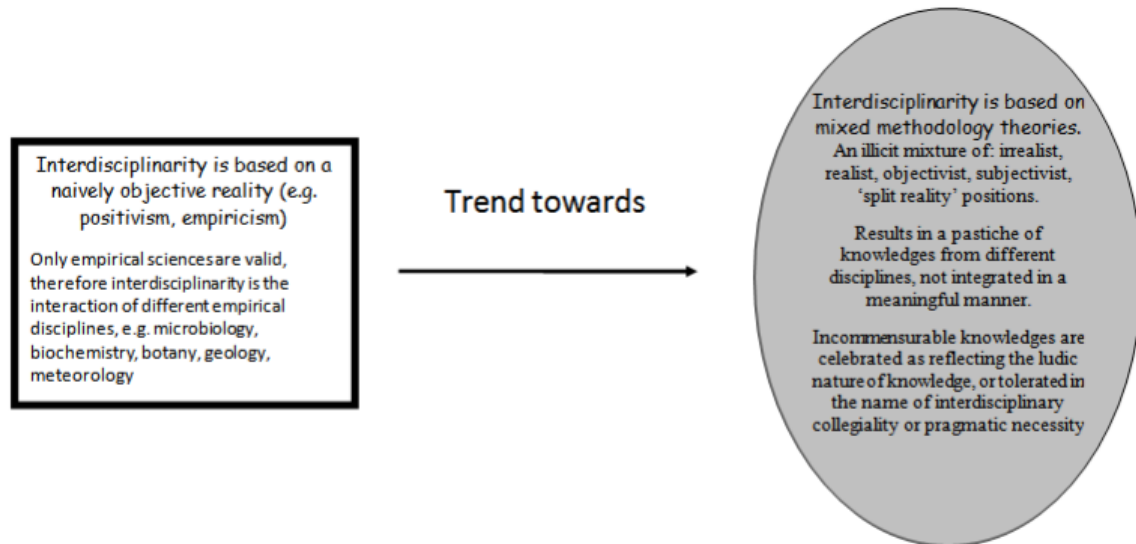 Interdisciplinarity is based on a
naively objective reality (e.g.
positivism, empiricism)
Only empirical sciences are valid,
therefore interdisciplinarity is the
interaction of different empirical
disciplines, e.g. microbiology,
biochemistry, botany, geology,
meteorology
Trend towards
Interdisciplinarity is based on
mixed methodology theories.
An illicit mixture of: irrealist,
realist, objectivist, subjectivist,
‘split reality’ positions.
Results in a pastiche of
knowledges from different
disciplines, not integrated in a
meaningful manner.
Incommensurable knowledges are
celebrated as reflecting the ludic
nature of knowledge, or tolerated in
the name of interdisciplinary
collegiality or pragmatic necessity